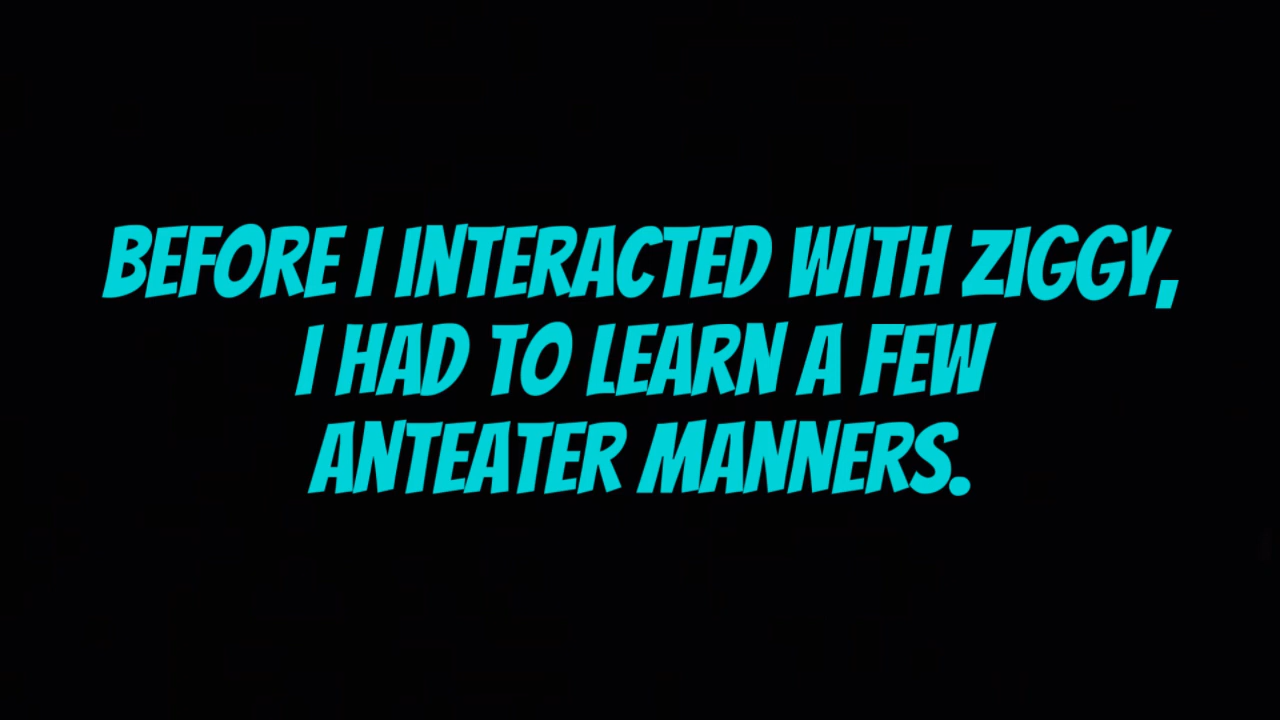 BEFORE I INTERACTED WITH ZIGGY,
I HAD TO LEARN A FEW
ANTEATER MANNERS.